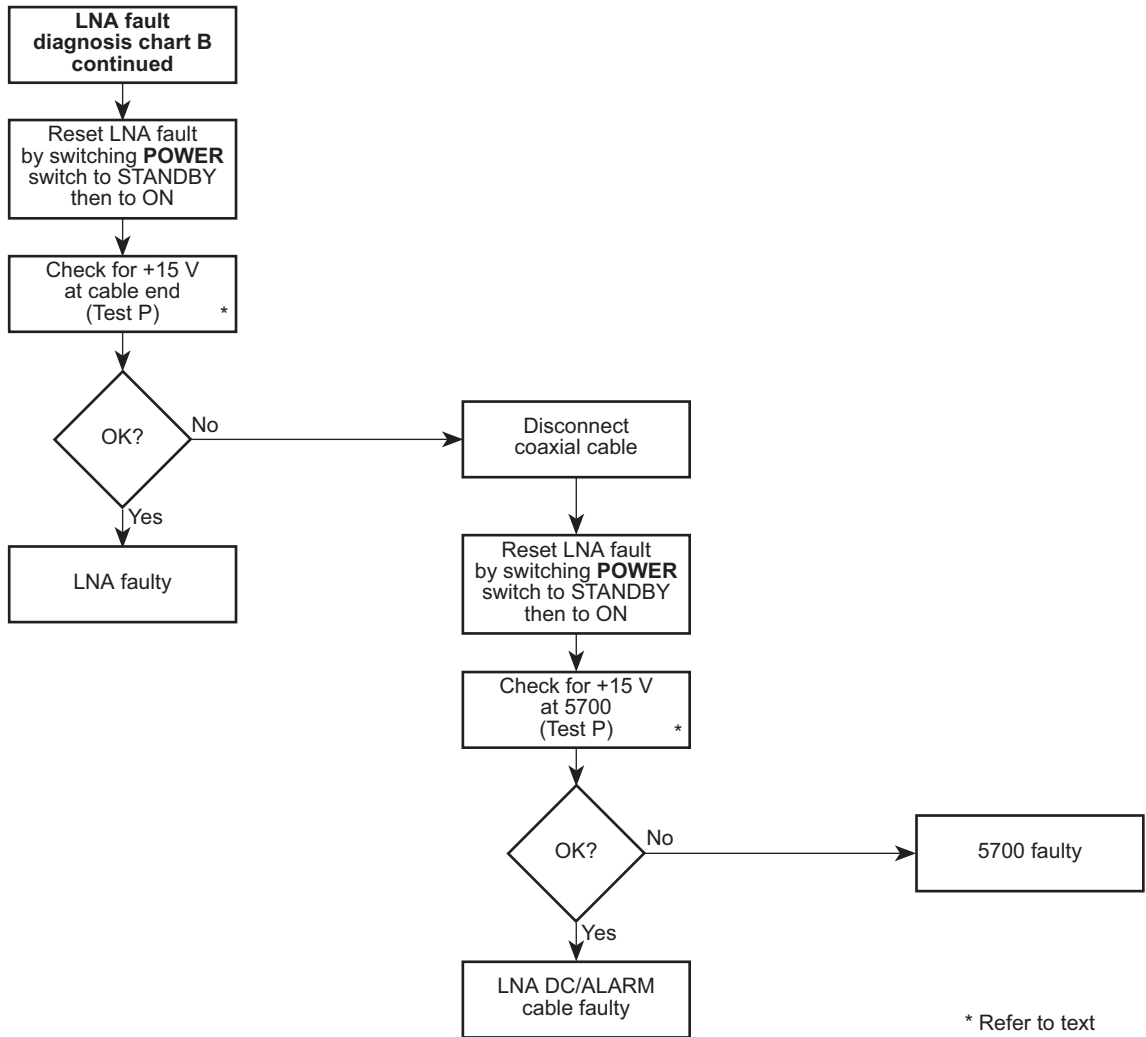 LNA fault
diagnosis chart B
continued
Reset LNA fault
by switching POWER
switch to STANDBY
then to ON
Check for +15 V
at cable end
(Test P) *
OK?
No
Yes
LNA faulty
Disconnect
coaxial cable
Reset LNA fault
by switching POWER
switch to STANDBY
then to ON
Check for +15 V
at 5700
(Test P) *
OK?
No
5700 faulty
Yes
LNA DC/ALARM
cable faulty
* Refer to text